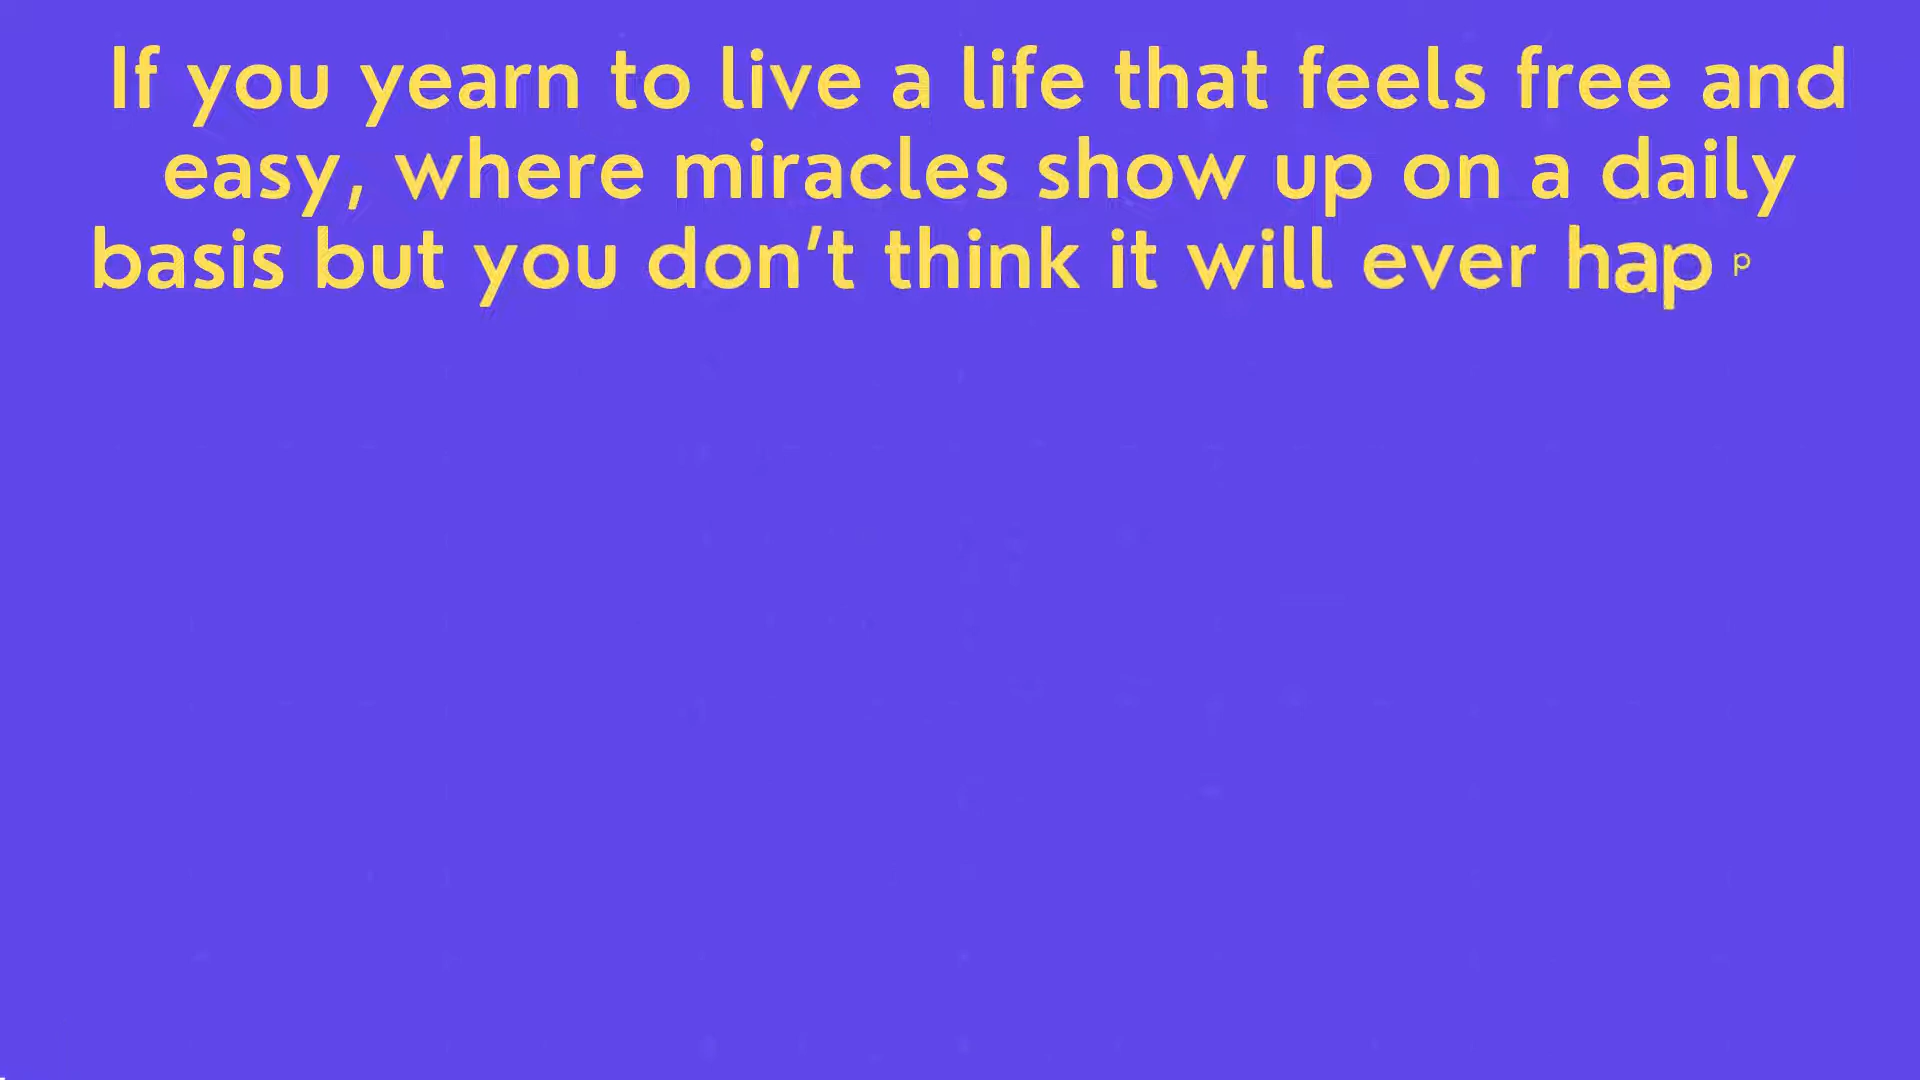 If you yearn to live a life that feels free and
easy, where miracles show up on a daily
basis but you don’t think it will ever happ